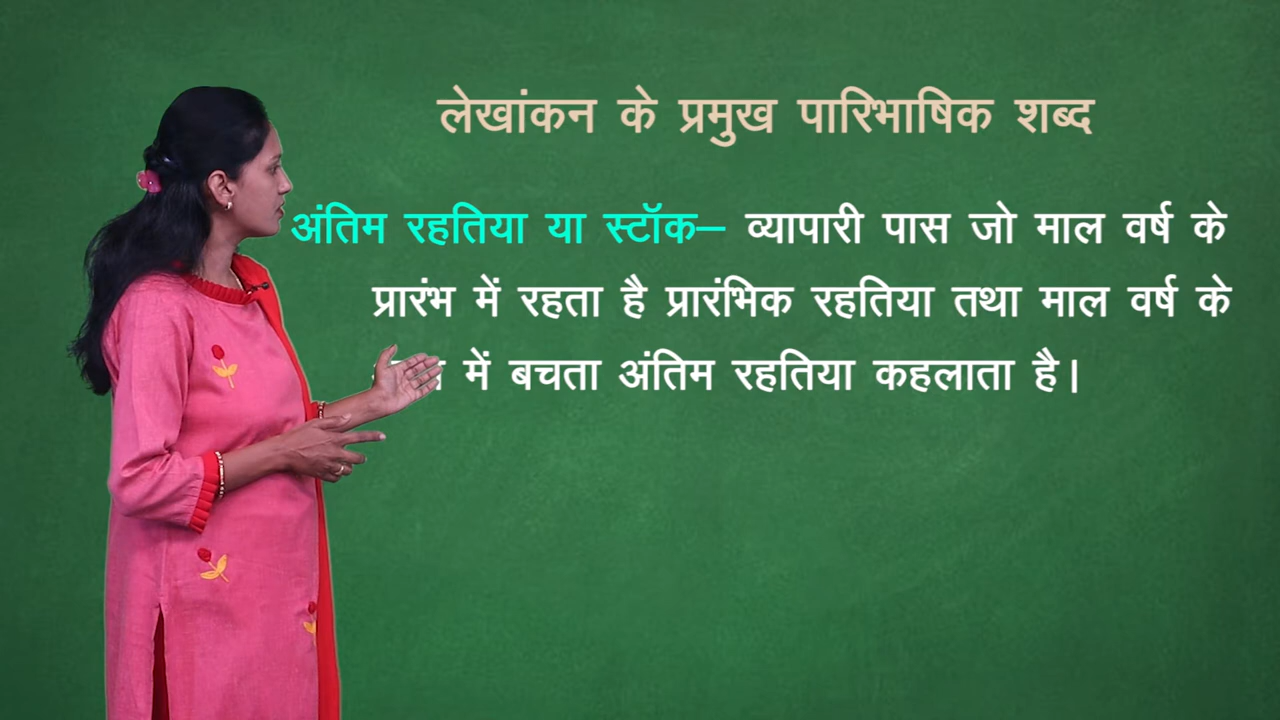 लेखांकन के प्रमुख पारिभाषिक शब्द
अंतिम रहतिया या स्टॉक– व्यापारी पास जो माल वर्ष के
प्रारंभ में रहता है प्रारंभिक रहतिया तथा माल वर्ष के
में बचता अंतिम रहतिया कहलाता है।